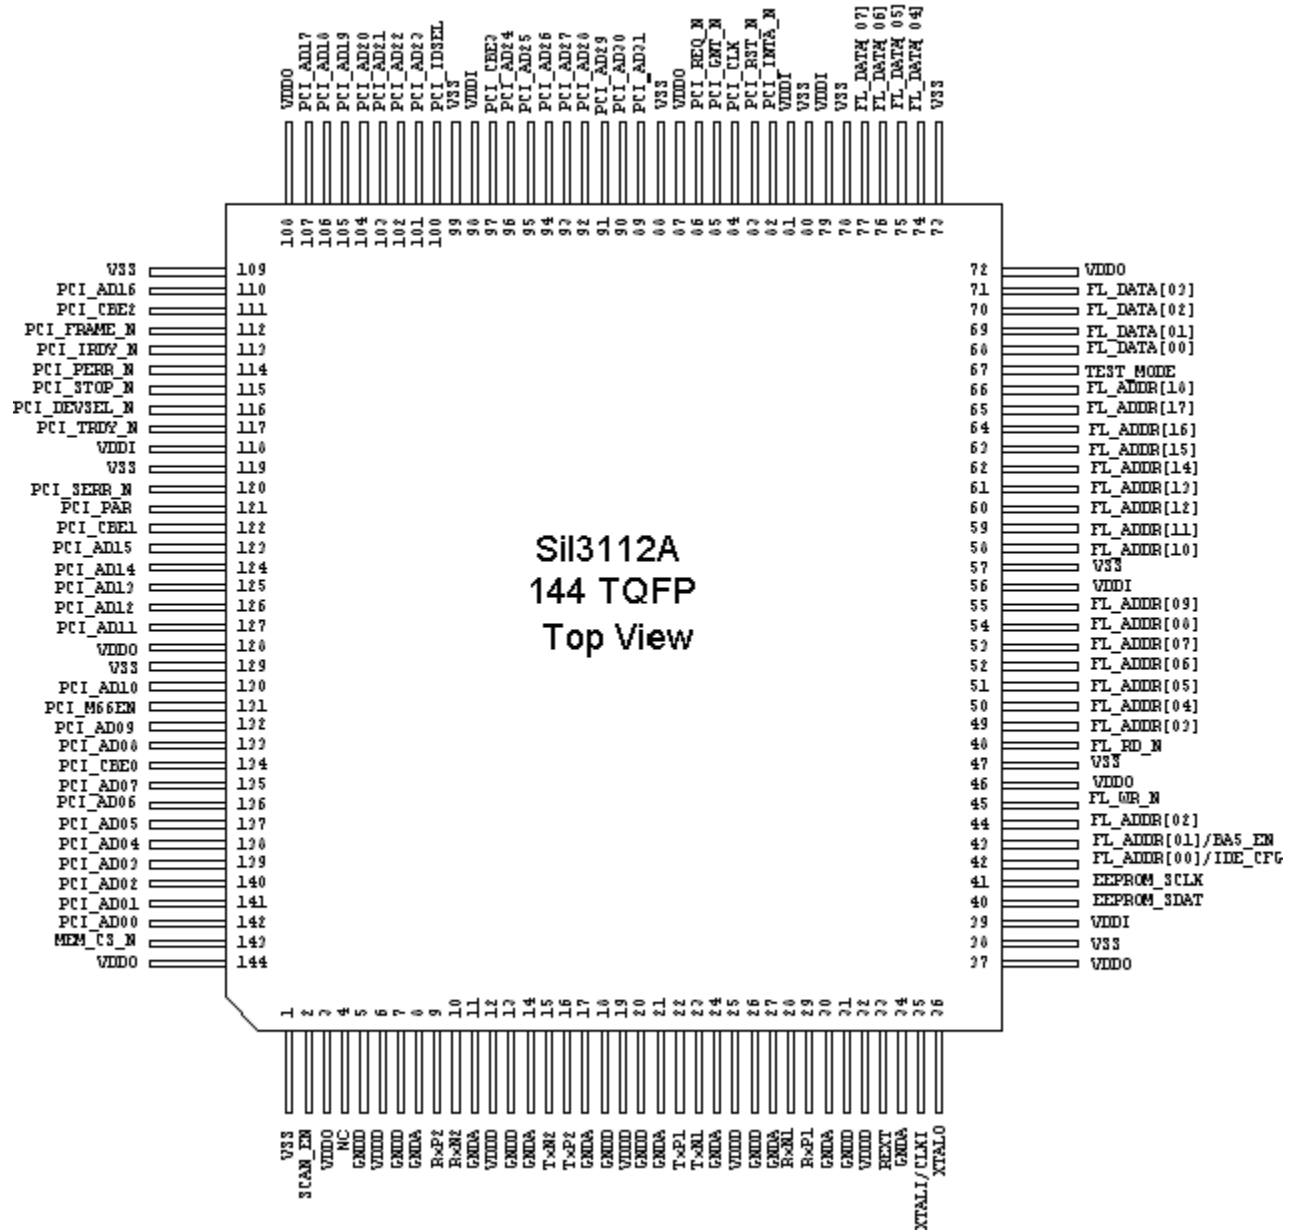 VDDO
PCI_AD17
PCI_AD18
PCI_AD19
PCI_AD20
PCI_AD21
PCI_AD22
PCI_AD23
PCI_IDSEL
VSS
VDDI
PCI_CBE3
PCI_AD24
PCI_AD25
PCI_AD26
PCI_AD27
PCI_AD28
PCI_AD29
PCI_AD30
PCI_AD31
VSS
VDDO
PCI_REQ_N
PCI_GNT_N
PCI_CLK
PCI_RST_N
PCI_INTA_N
VDDI
VSS
VDDI
VSS
FL_DATA[07]
FL_DATA[06]
FL_DATA[05]
FL_DATA[04]
VSS
108 107 106 105 104 103 102 101 100 99 98 97 96 95 94 93 92 91 90 89 88 87 86 85 84 83 82 81 80 79 78 77 76 75 74 73
VSS 109
PCI_AD16 110
PCI_CBE2 111
PCI_FRAME_N 112
PCI_IRDY_N 113
PCI_PERR_N 114
PCI_STOP_N 115
PCI_DEVSEL_N 116
PCI_TRDY_N 117
VDDI 118
VSS 119
PCI_SERR_N 120
PCI_PAR 121
PCI_CBE1 122
PCI_AD15 123
PCI_AD14 124
PCI_AD13 125
PCI_AD12 126
PCI_AD11 127
VDDO 128
VSS 129
PCI_AD10 130
PCI_M66EN 131
PCI_AD09 132
PCI_AD08 133
PCI_CBE0 134
PCI_AD07 135
PCI_AD06 136
PCI_AD05 137
PCI_AD04 138
PCI_AD03 139
PCI_AD02 140
PCI_AD01 141
PCI_AD00 142
MEM_CS_N 143
VDDO 144
SiI3112A
144 TQFP
Top View
72 VDDO
71 FL_DATA[03]
70 FL_DATA[02]
69 FL_DATA[01]
68 FL_DATA[00]
67 TEST_MODE
66 FL_ADDR[18]
65 FL_ADDR[17]
64 FL_ADDR[16]
63 FL_ADDR[15]
62 FL_ADDR[14]
61 FL_ADDR[13]
60 FL_ADDR[12]
59 FL_ADDR[11]
58 FL_ADDR[10]
57 VSS
56 VDDI
55 FL_ADDR[09]
54 FL_ADDR[08]
53 FL_ADDR[07]
52 FL_ADDR[06]
51 FL_ADDR[05]
50 FL_ADDR[04]
49 FL_ADDR[03]
48 FL_RD_N
47 VSS
46 VDDO
45 FL_WR_N
44 FL_ADDR[02]
43 FL_ADDR[01]/BA5_EN
42 FL_ADDR[00]/IDE_CFG
41 EEPROM_SCLK
40 EEPROM_SDAT
39 VDDI
38 VSS
37 VDDO
1 2 3 4 5 6 7 8 9 10 11 12 13 14 15 16 17 18 19 20 21 22 23 24 25 26 27 28 29 30 31 32 33 34 35 36
VSS
SCAN_EN
VDDO
NC
GNDD
VDDD
GNDD
GNDA
RxP2
RxN2
GNDA
VDDD
GNDD
GNDA
TxN2
TxP2
GNDA
GNDD
VDDD
GNDD
GNDA
TxP1
TxN1
GNDA
VDDD
GNDD
GNDA
RxN1
RxP1
GNDA
GNDD
VDDD
REXT
GNDA
XTALI/CLKI
XTALO